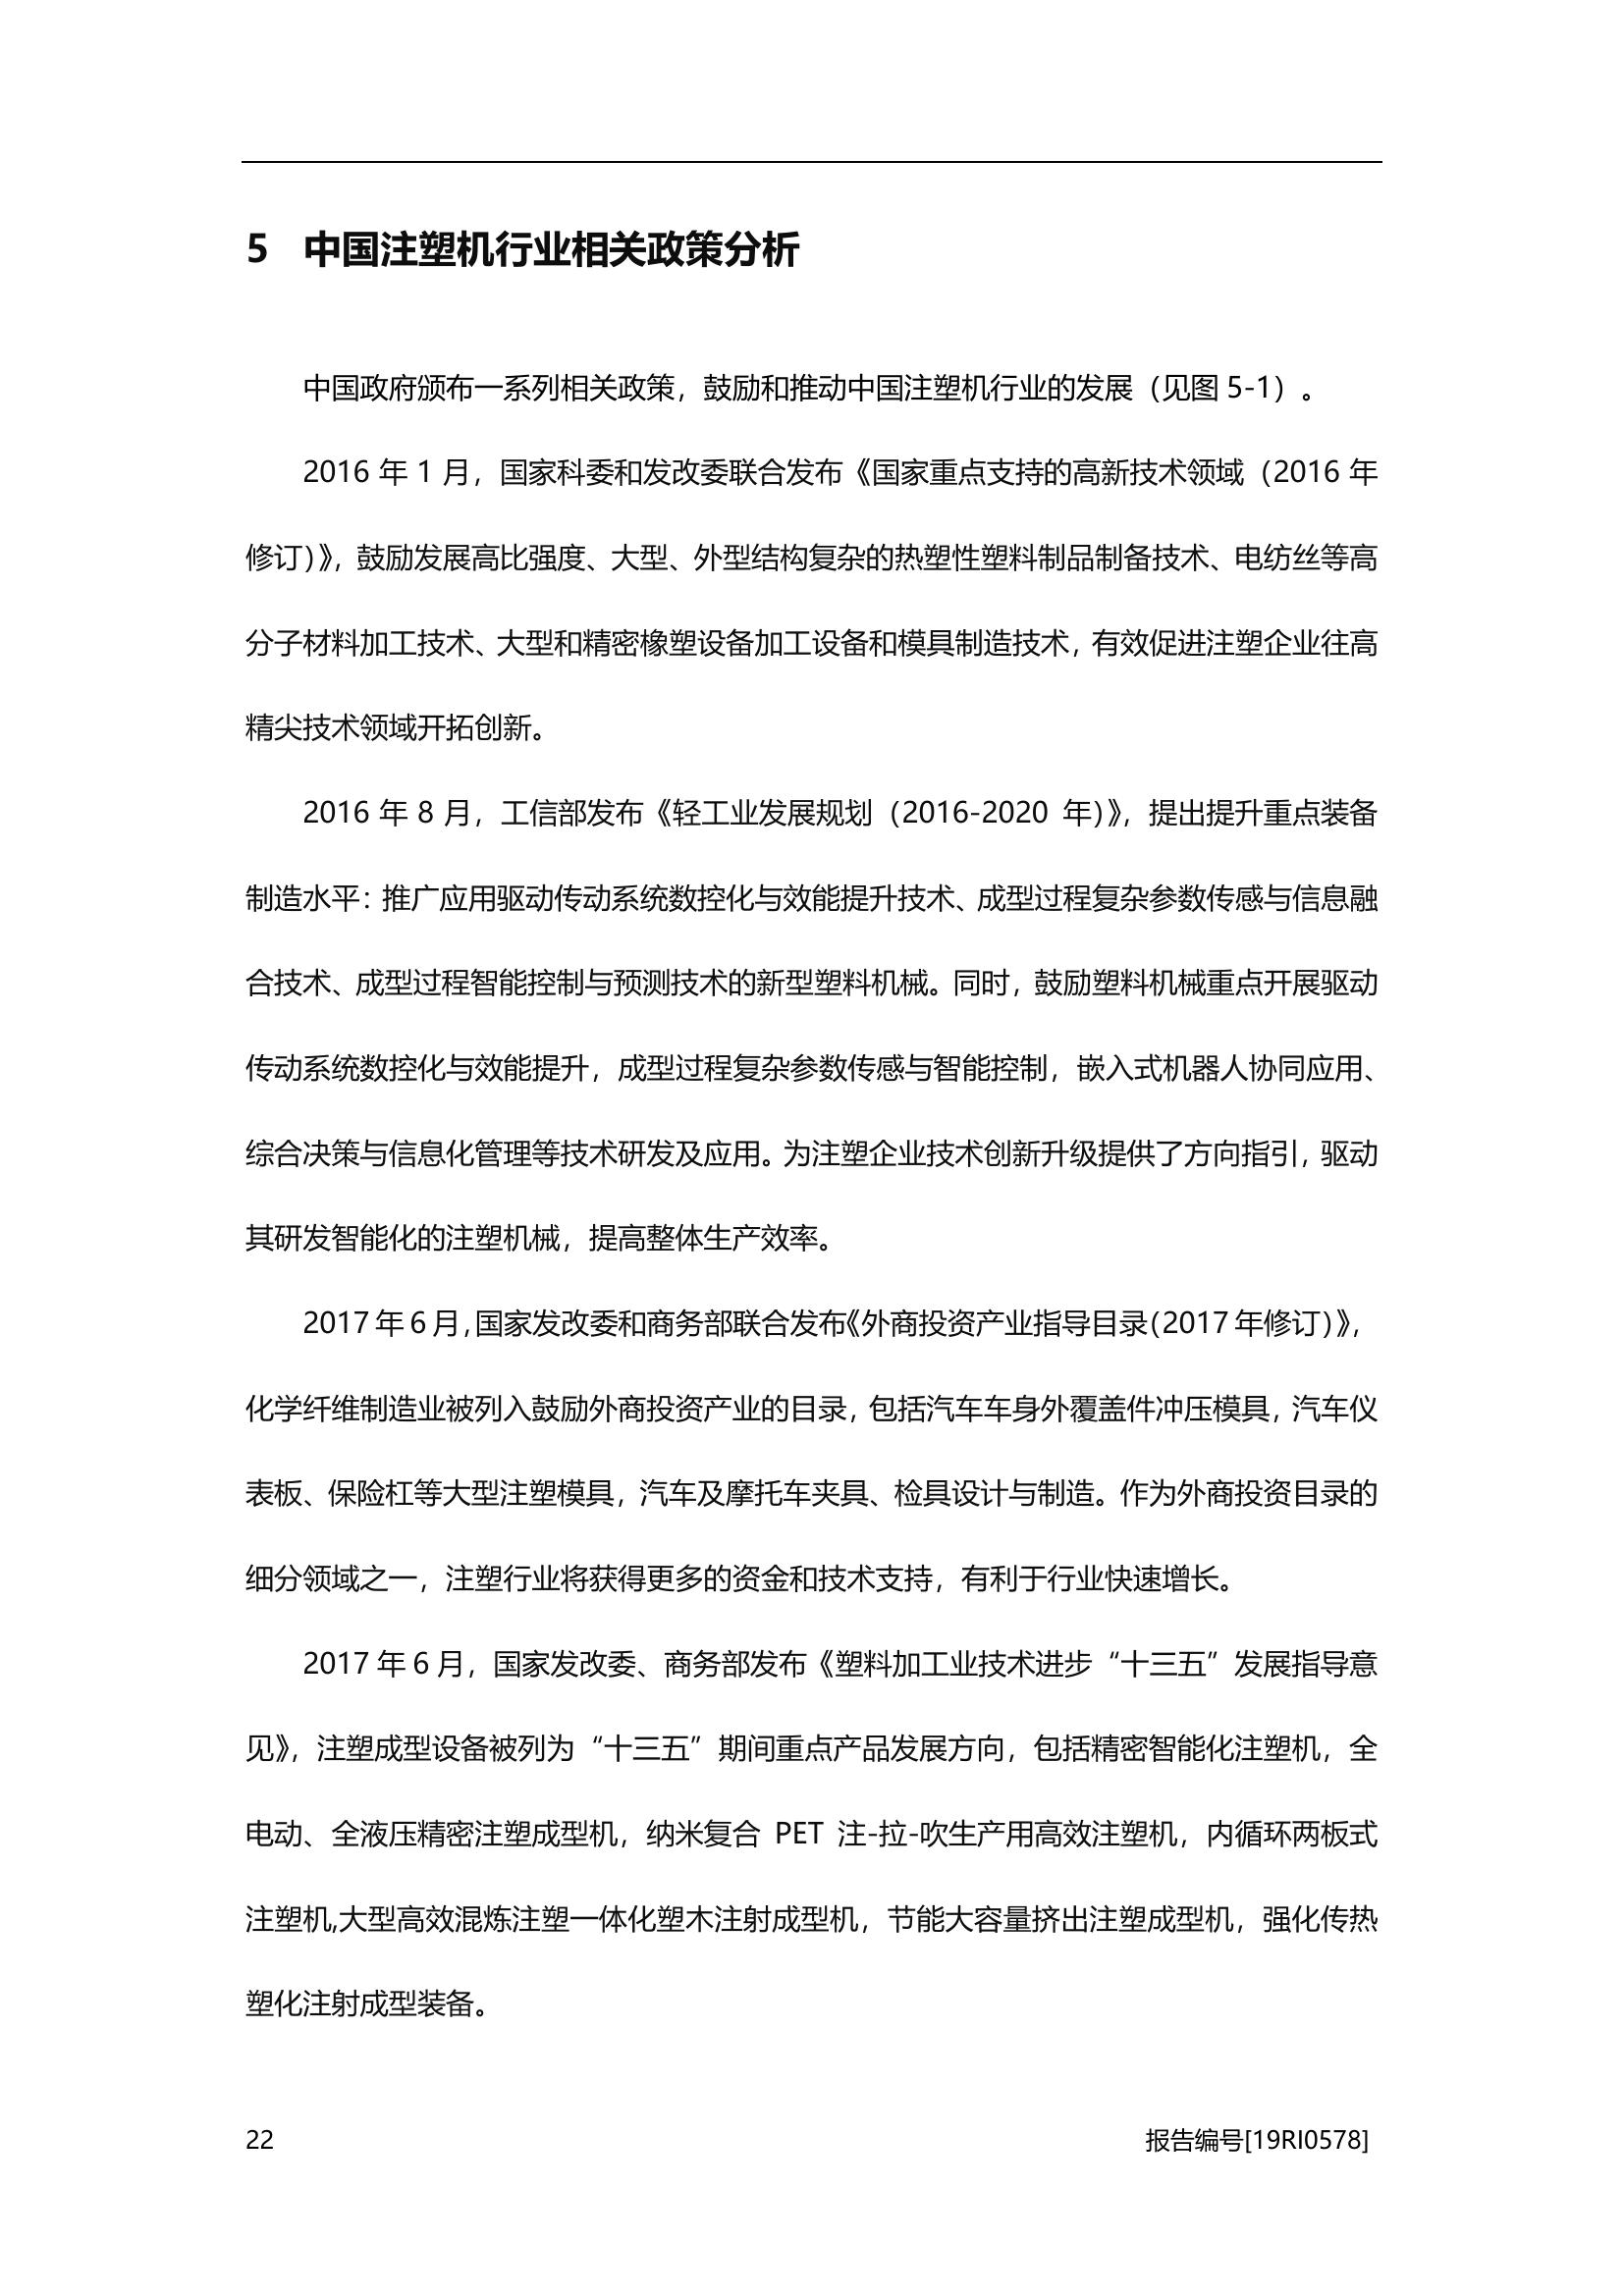 5 中国注塑机行业相关政策分析
中国政府颁布一系列相关政策，鼓励和推动中国注塑机行业的发展（见图 5-1）。
2016 年 1 月，国家科委和发改委联合发布《国家重点支持的高新技术领域（2016 年
修订）》，鼓励发展高比强度、大型、外型结构复杂的热塑性塑料制品制备技术、电纺丝等高
分子材料加工技术、大型和精密橡塑设备加工设备和模具制造技术，有效促进注塑企业往高
精尖技术领域开拓创新。
2016 年 8 月，工信部发布《轻工业发展规划（2016-2020 年）》，提出提升重点装备
制造水平：推广应用驱动传动系统数控化与效能提升技术、成型过程复杂参数传感与信息融
合技术、成型过程智能控制与预测技术的新型塑料机械。同时，鼓励塑料机械重点开展驱动
传动系统数控化与效能提升，成型过程复杂参数传感与智能控制，嵌入式机器人协同应用、
综合决策与信息化管理等技术研发及应用。为注塑企业技术创新升级提供了方向指引，驱动
其研发智能化的注塑机械，提高整体生产效率。
2017 年 6 月，国家发改委和商务部联合发布《外商投资产业指导目录（2017 年修订）》，
化学纤维制造业被列入鼓励外商投资产业的目录，包括汽车车身外覆盖件冲压模具，汽车仪
表板、保险杠等大型注塑模具，汽车及摩托车夹具、检具设计与制造。作为外商投资目录的
细分领域之一，注塑行业将获得更多的资金和技术支持，有利于行业快速增长。
2017 年 6 月，国家发改委、商务部发布《塑料加工业技术进步“十三五”发展指导意
见》，注塑成型设备被列为“十三五”期间重点产品发展方向，包括精密智能化注塑机，全
电动、全液压精密注塑成型机，纳米复合 PET 注-拉-吹生产用高效注塑机，内循环两板式
注塑机,大型高效混炼注塑一体化塑木注射成型机，节能大容量挤出注塑成型机，强化传热
塑化注射成型装备。
22 报告编号[19RI0578]